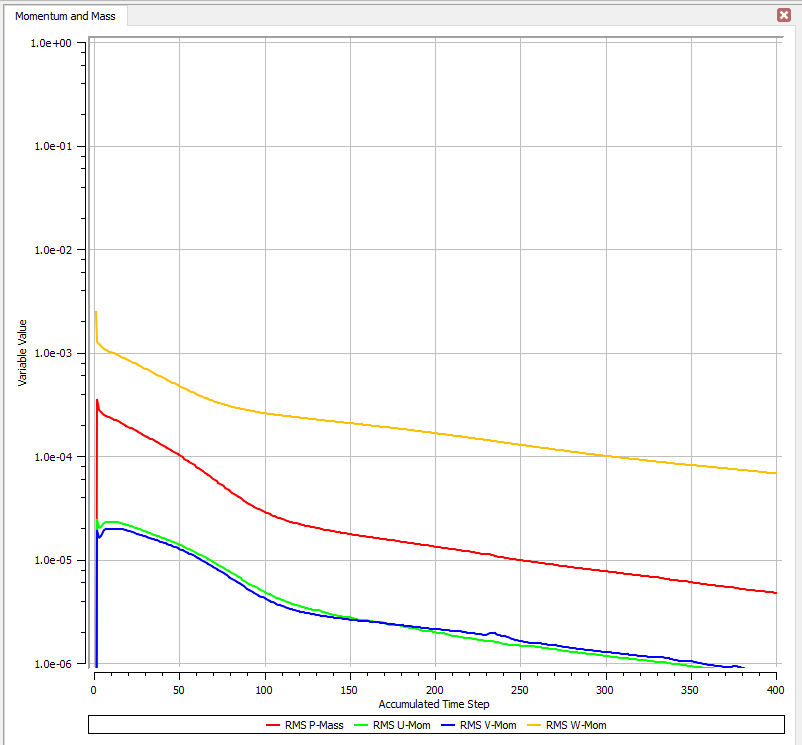 Momentum and Mass
1.0e+00
1.0e-01
1.0e-02
1.0e-03
1.0e-04
1.0e-05
1.0e-06
Variable Value
0 50 100 150 200 250 300 350 400
Accumulated Time Step
RMS P-Mass RMS U-Mom RMS V-Mom RMS W-Mom